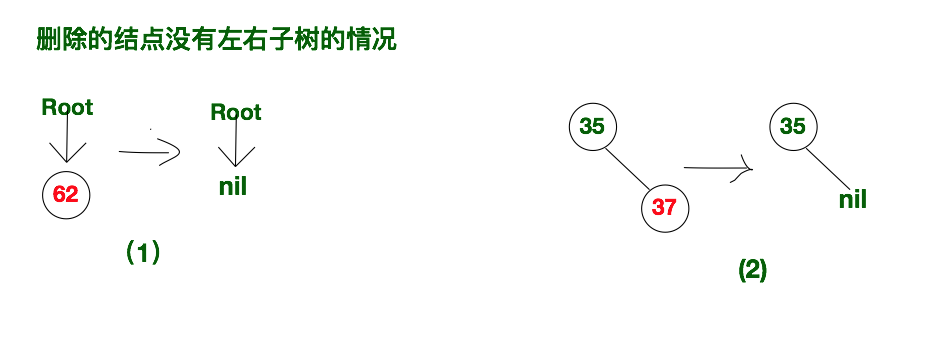 删除的结点没有左右子树的情况
Root
62
Root
nil
（1）
35
37
35
nil
(2)